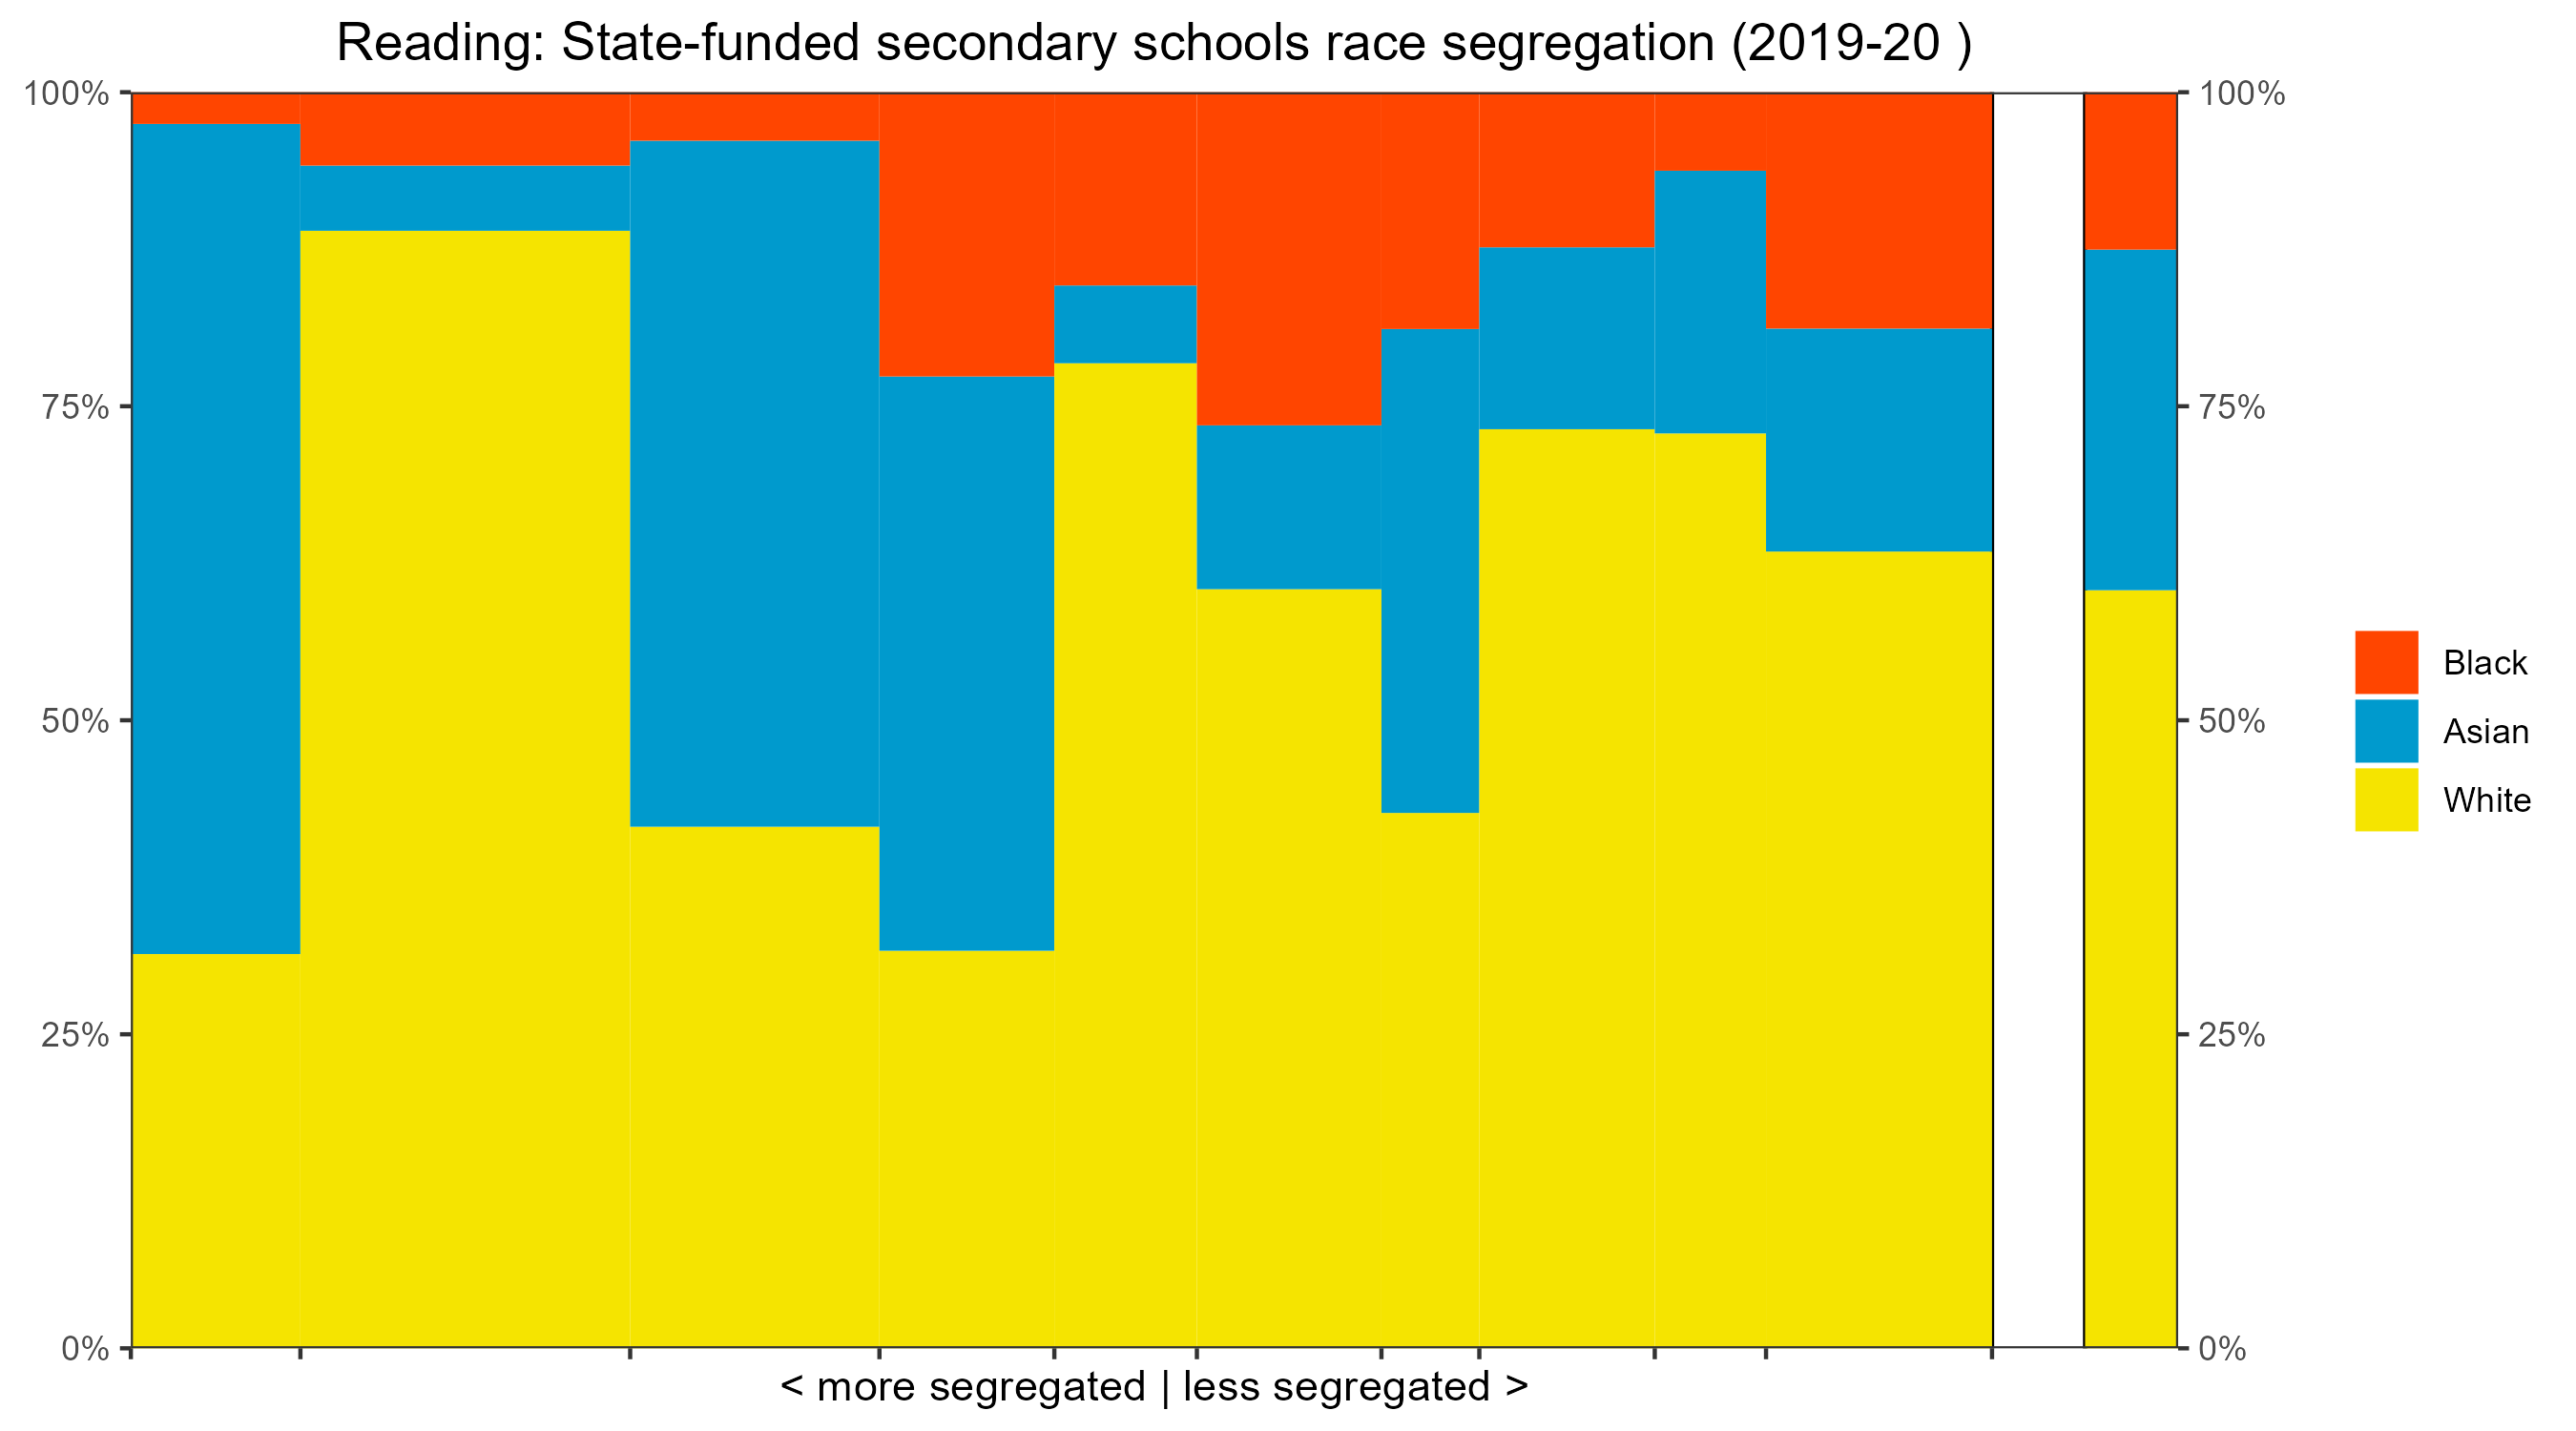 Reading: State-funded secondary schools race segregation (2019-20 )
100%
75%
50%
25%
0%
100%
75%
50%
25%
0%
Black
Asian
White
< more segregated | less segregated >